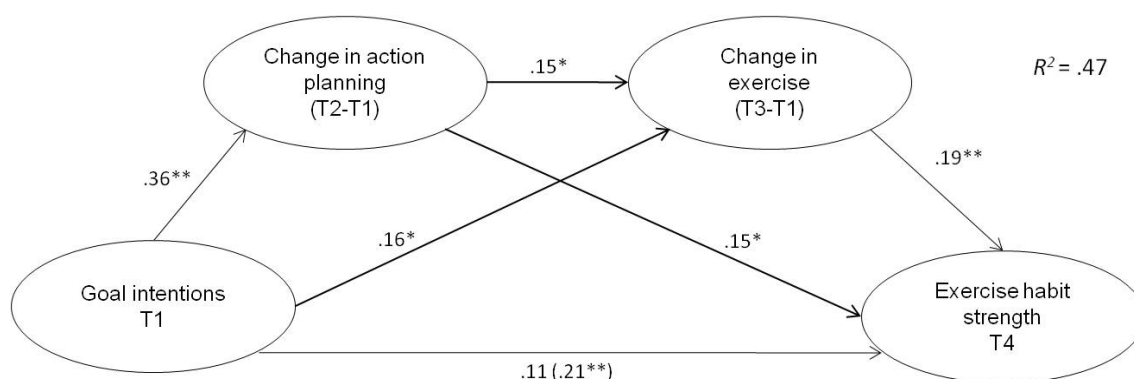 Change in action
planning
(T2-T1)
.15*
Change in
exercise
(T3-T1)
R² = .47
.36**
.19**
.16*
.15*
Goal intentions
T1
Exercise habit
strength
T4
.11 (.21**)